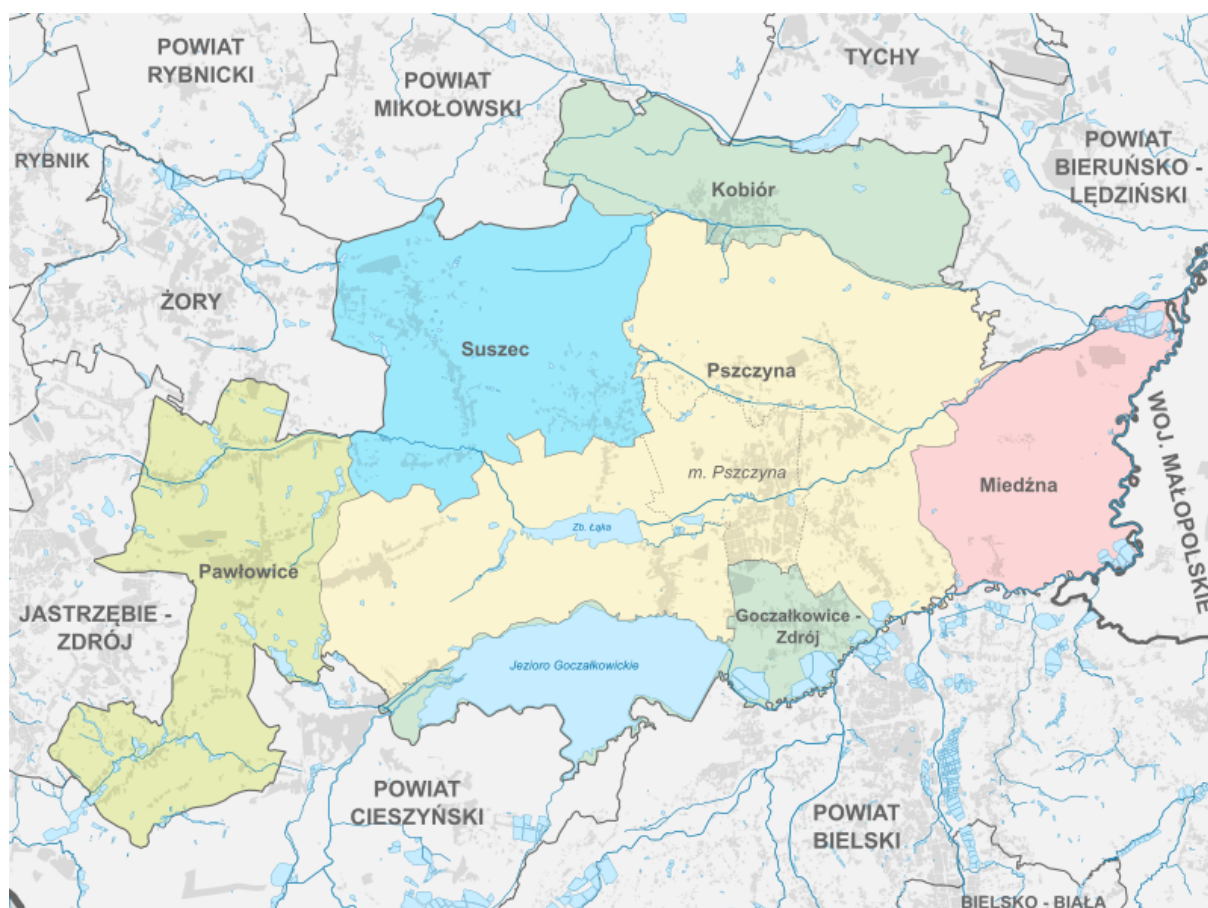 POWIAT
RYBNICKI
POWIAT
MIKOŁOWSKI
TYCHY
POWIAT
BIERUŃSKO -
LĘDZIŃSKI
RYBNIK
Kobiór
ŻORY
Suszec
Pszczyna
WOJ. MAŁOPOLSKIE
m. Pszczyna
Miedźna
Zb. Łąka
Pawłowice
JASTRZĘBIE -
ZDRÓJ
Goczałkowice -
Zdrój
Jezioro Goczałkowickie
POWIAT
CIESZYŃSKI
POWIAT
BIELSKI
BIELSKO - BIAŁA